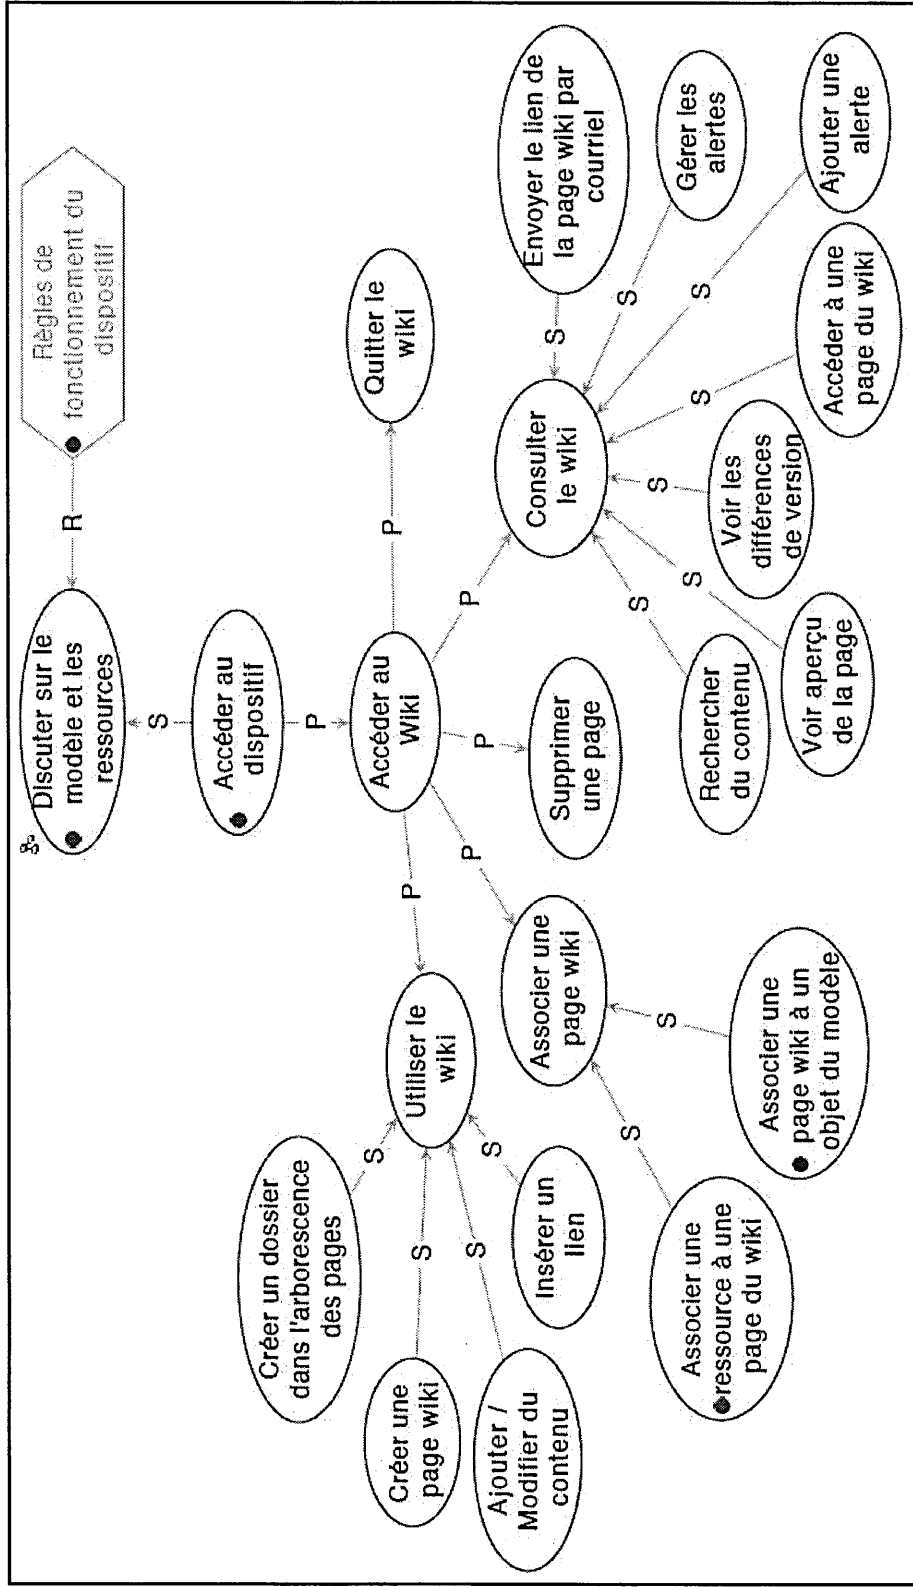 Règles de
fonctionnement du
dispositif
R
Discuter sur le
modèle et les
ressources
S
Accéder au
dispositif
P
Accéder au
Wiki
P
Quitter le
wiki
P
Utiliser le
wiki
P
Associer une
page wiki
P
Supprimer
une page
P
Consulter
le wiki
Créer un dossier
dans l'arborescence
des pages
S
Créer une
page wiki
S
Ajouter /
Modifier du
contenu
S
Insérer un
lien
S
Associer une
ressource à une
page du wiki
S
Associer une
page wiki à un
objet du modèle
S
Rechercher
du contenu
S
Voir aperçu
de la page
S
Voir les
différences
de version
S
Accéder à une
page du wiki
S
Ajouter une
alerte
S
Gérer les
alertes
S
Envoyer le lien de
la page wiki par
courriel
S